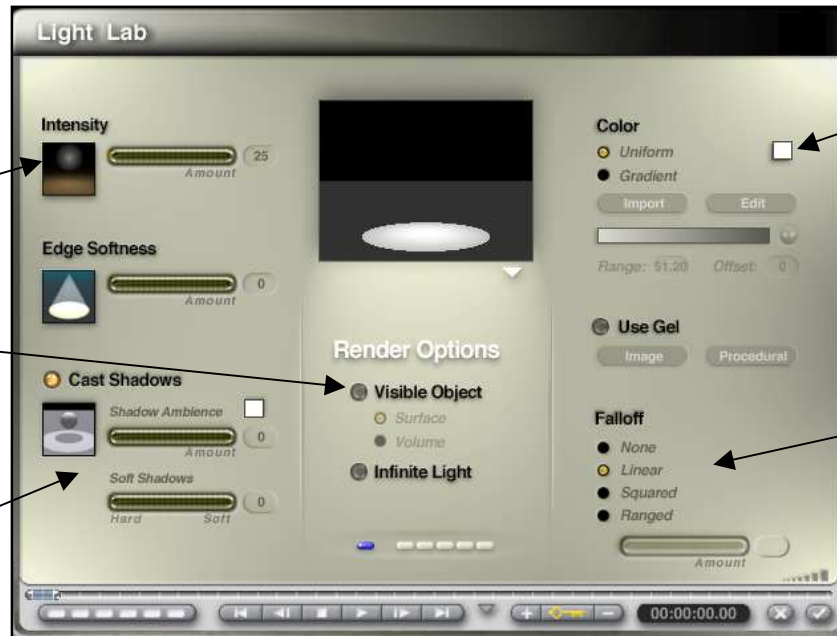 Light Lab
Intensity
25
Amount
Edge Softness
0
Amount
Cast Shadows
Shadow Ambience
0
Amount
Soft Shadows
0
Hard Soft
Render Options
Visible Object
Surface
Volume
Infinite Light
Color
Uniform
Gradient
Import Edit
Range: 51.20 Offset: 0
Use Gel
Image Procedural
Falloff
None
Linear
Squared
Ranged
Amount
00:00:00.00